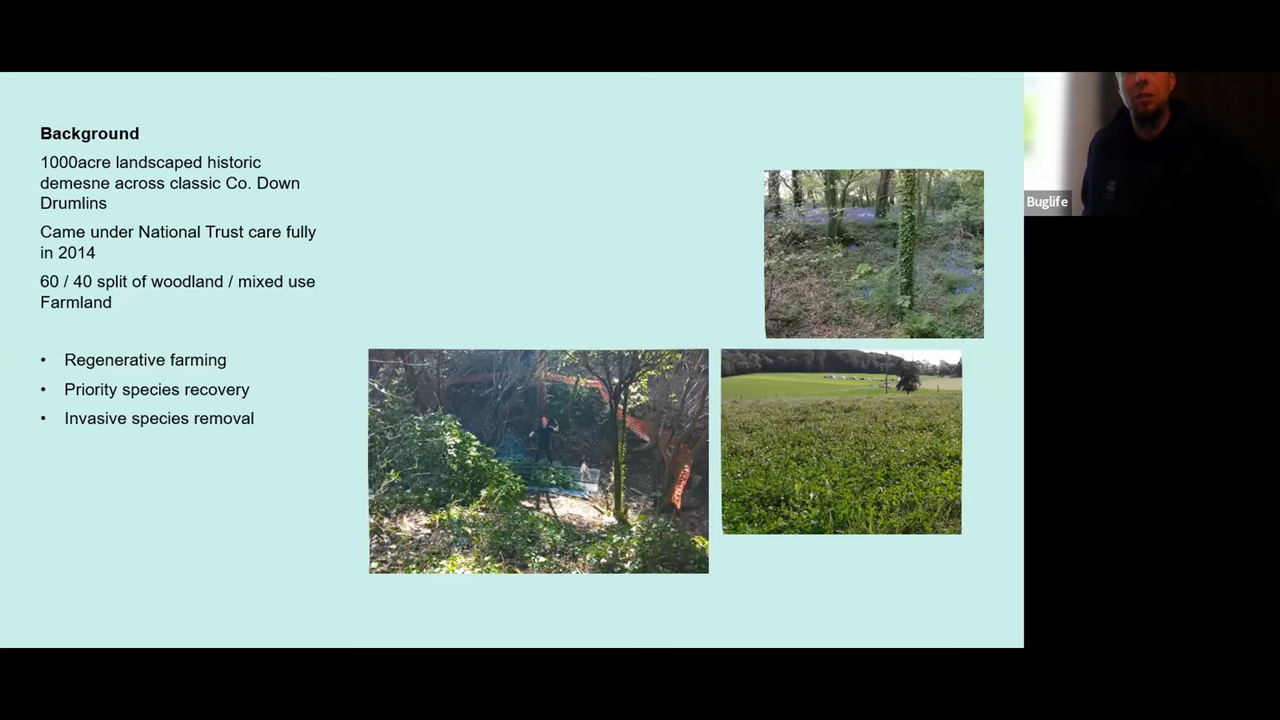 Background
1000acre landscaped historic
demesne across classic Co. Down
Drumlins
Came under National Trust care fully
in 2014
60 / 40 split of woodland / mixed use
Farmland
• Regenerative farming
• Priority species recovery
• Invasive species removal
Buglife